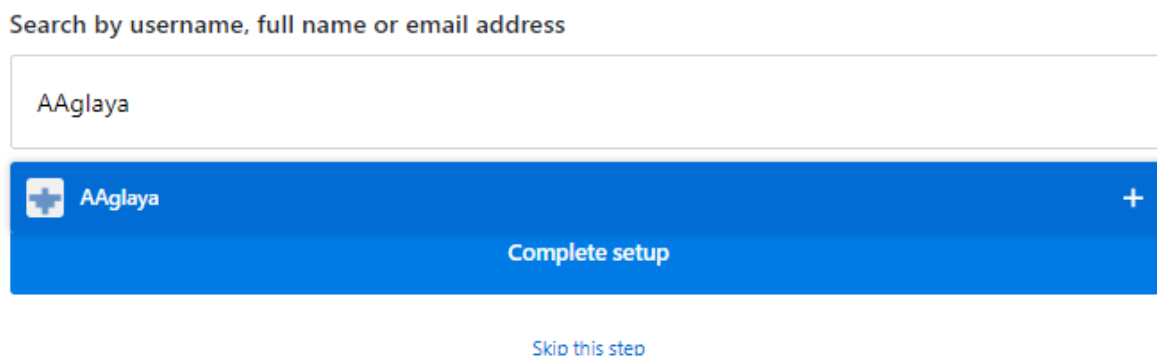 Search by username, full name or email address
AAglaya
AAglaya +
Complete setup
Skip this step